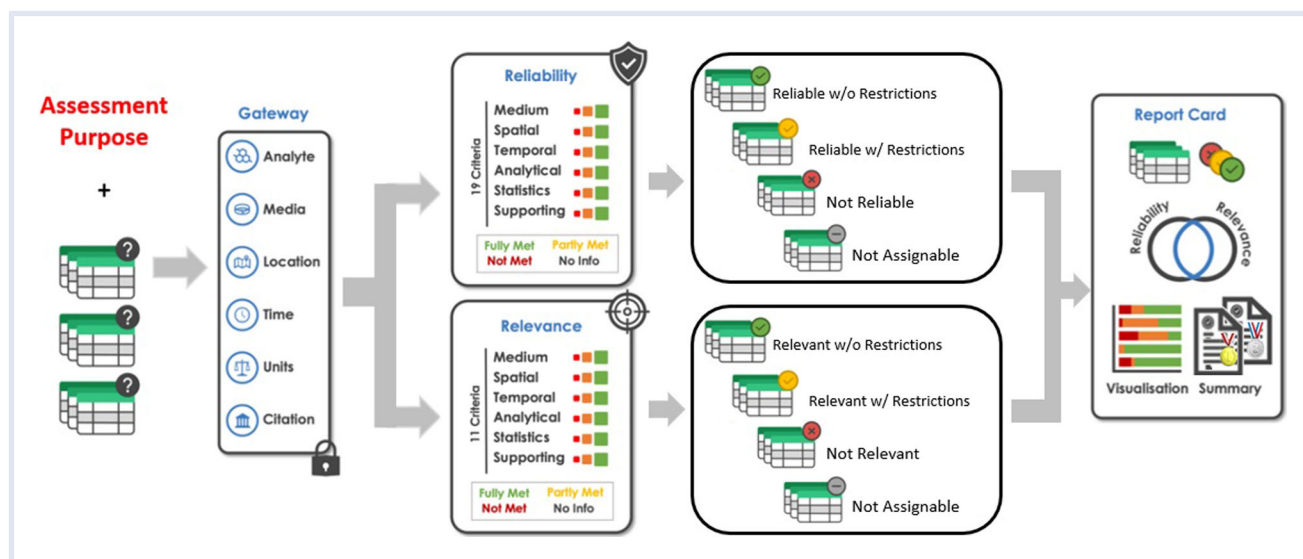 Assessment
Purpose
+
?
?
?
Gateway
Analyte
Media
Location
Time
Units
Citation
Reliability
19 Criteria
Medium
Spatial
Temporal
Analytical
Statistics
Supporting
Fully Met Partly Met
Not Met No Info
Reliable w/o Restrictions
Reliable w/ Restrictions
Not Reliable
Not Assignable
Relevance
11 Criteria
Medium
Spatial
Temporal
Analytical
Statistics
Supporting
Fully Met Partly Met
Not Met No Info
Relevant w/o Restrictions
Relevant w/ Restrictions
Not Relevant
Not Assignable
Report Card
Reliability
Relevance
Visualisation Summary